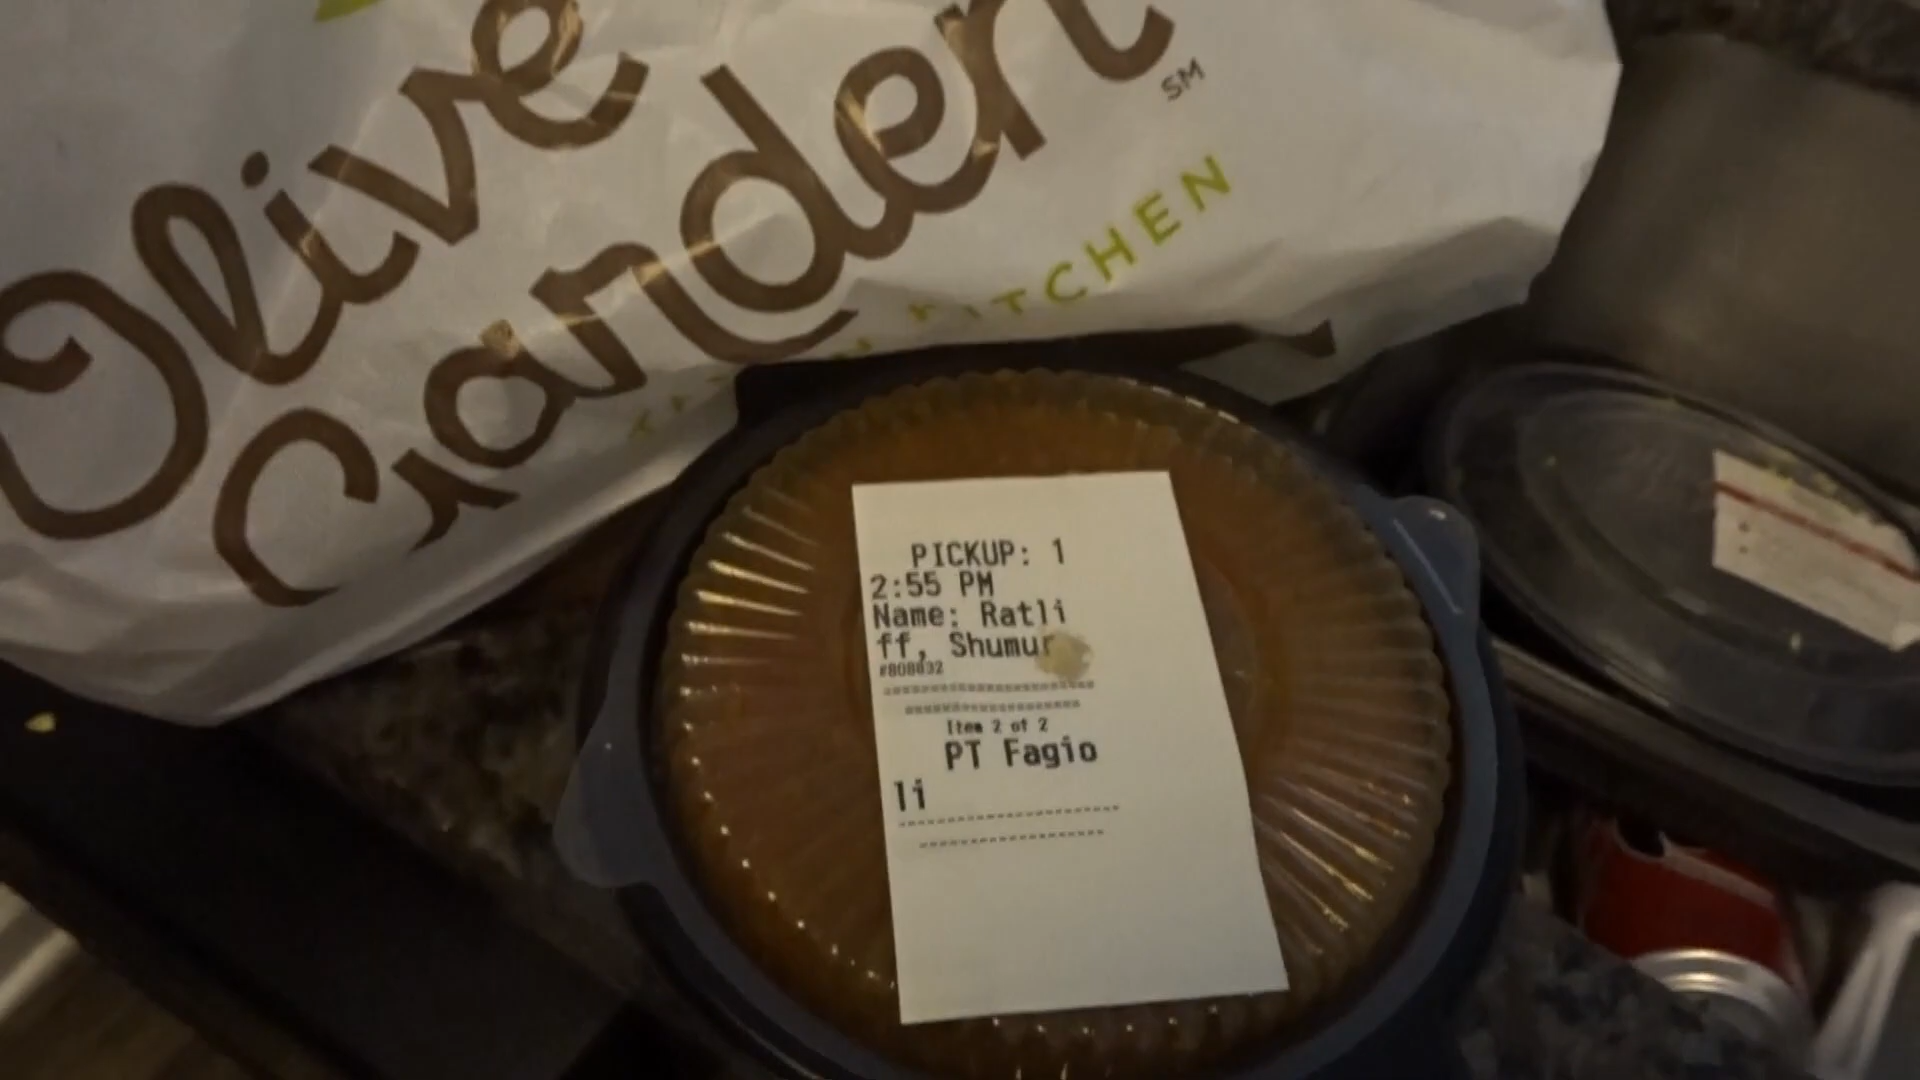 Olive
Garden
SM
KITCHEN
PICKUP: 1
2:55 PM
Name: Ratli
ff, Shumur
#808832
Item 2 of 2
PT Fagio
li